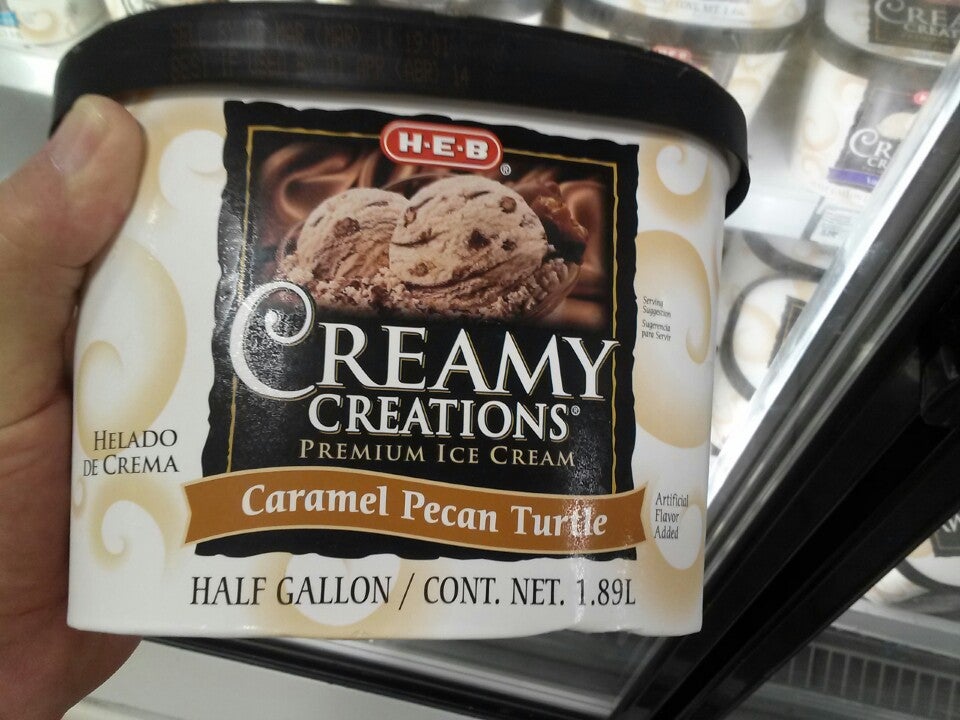 H-E-B
®
CREAMY
CREATIONS®
PREMIUM ICE CREAM
Caramel Pecan Turtle
HELADO
DE CREMA
Serving
Suggestion
Sugerencia
para Servir
Artificial
Flavor
Added
HALF GALLON / CONT. NET. 1.89L